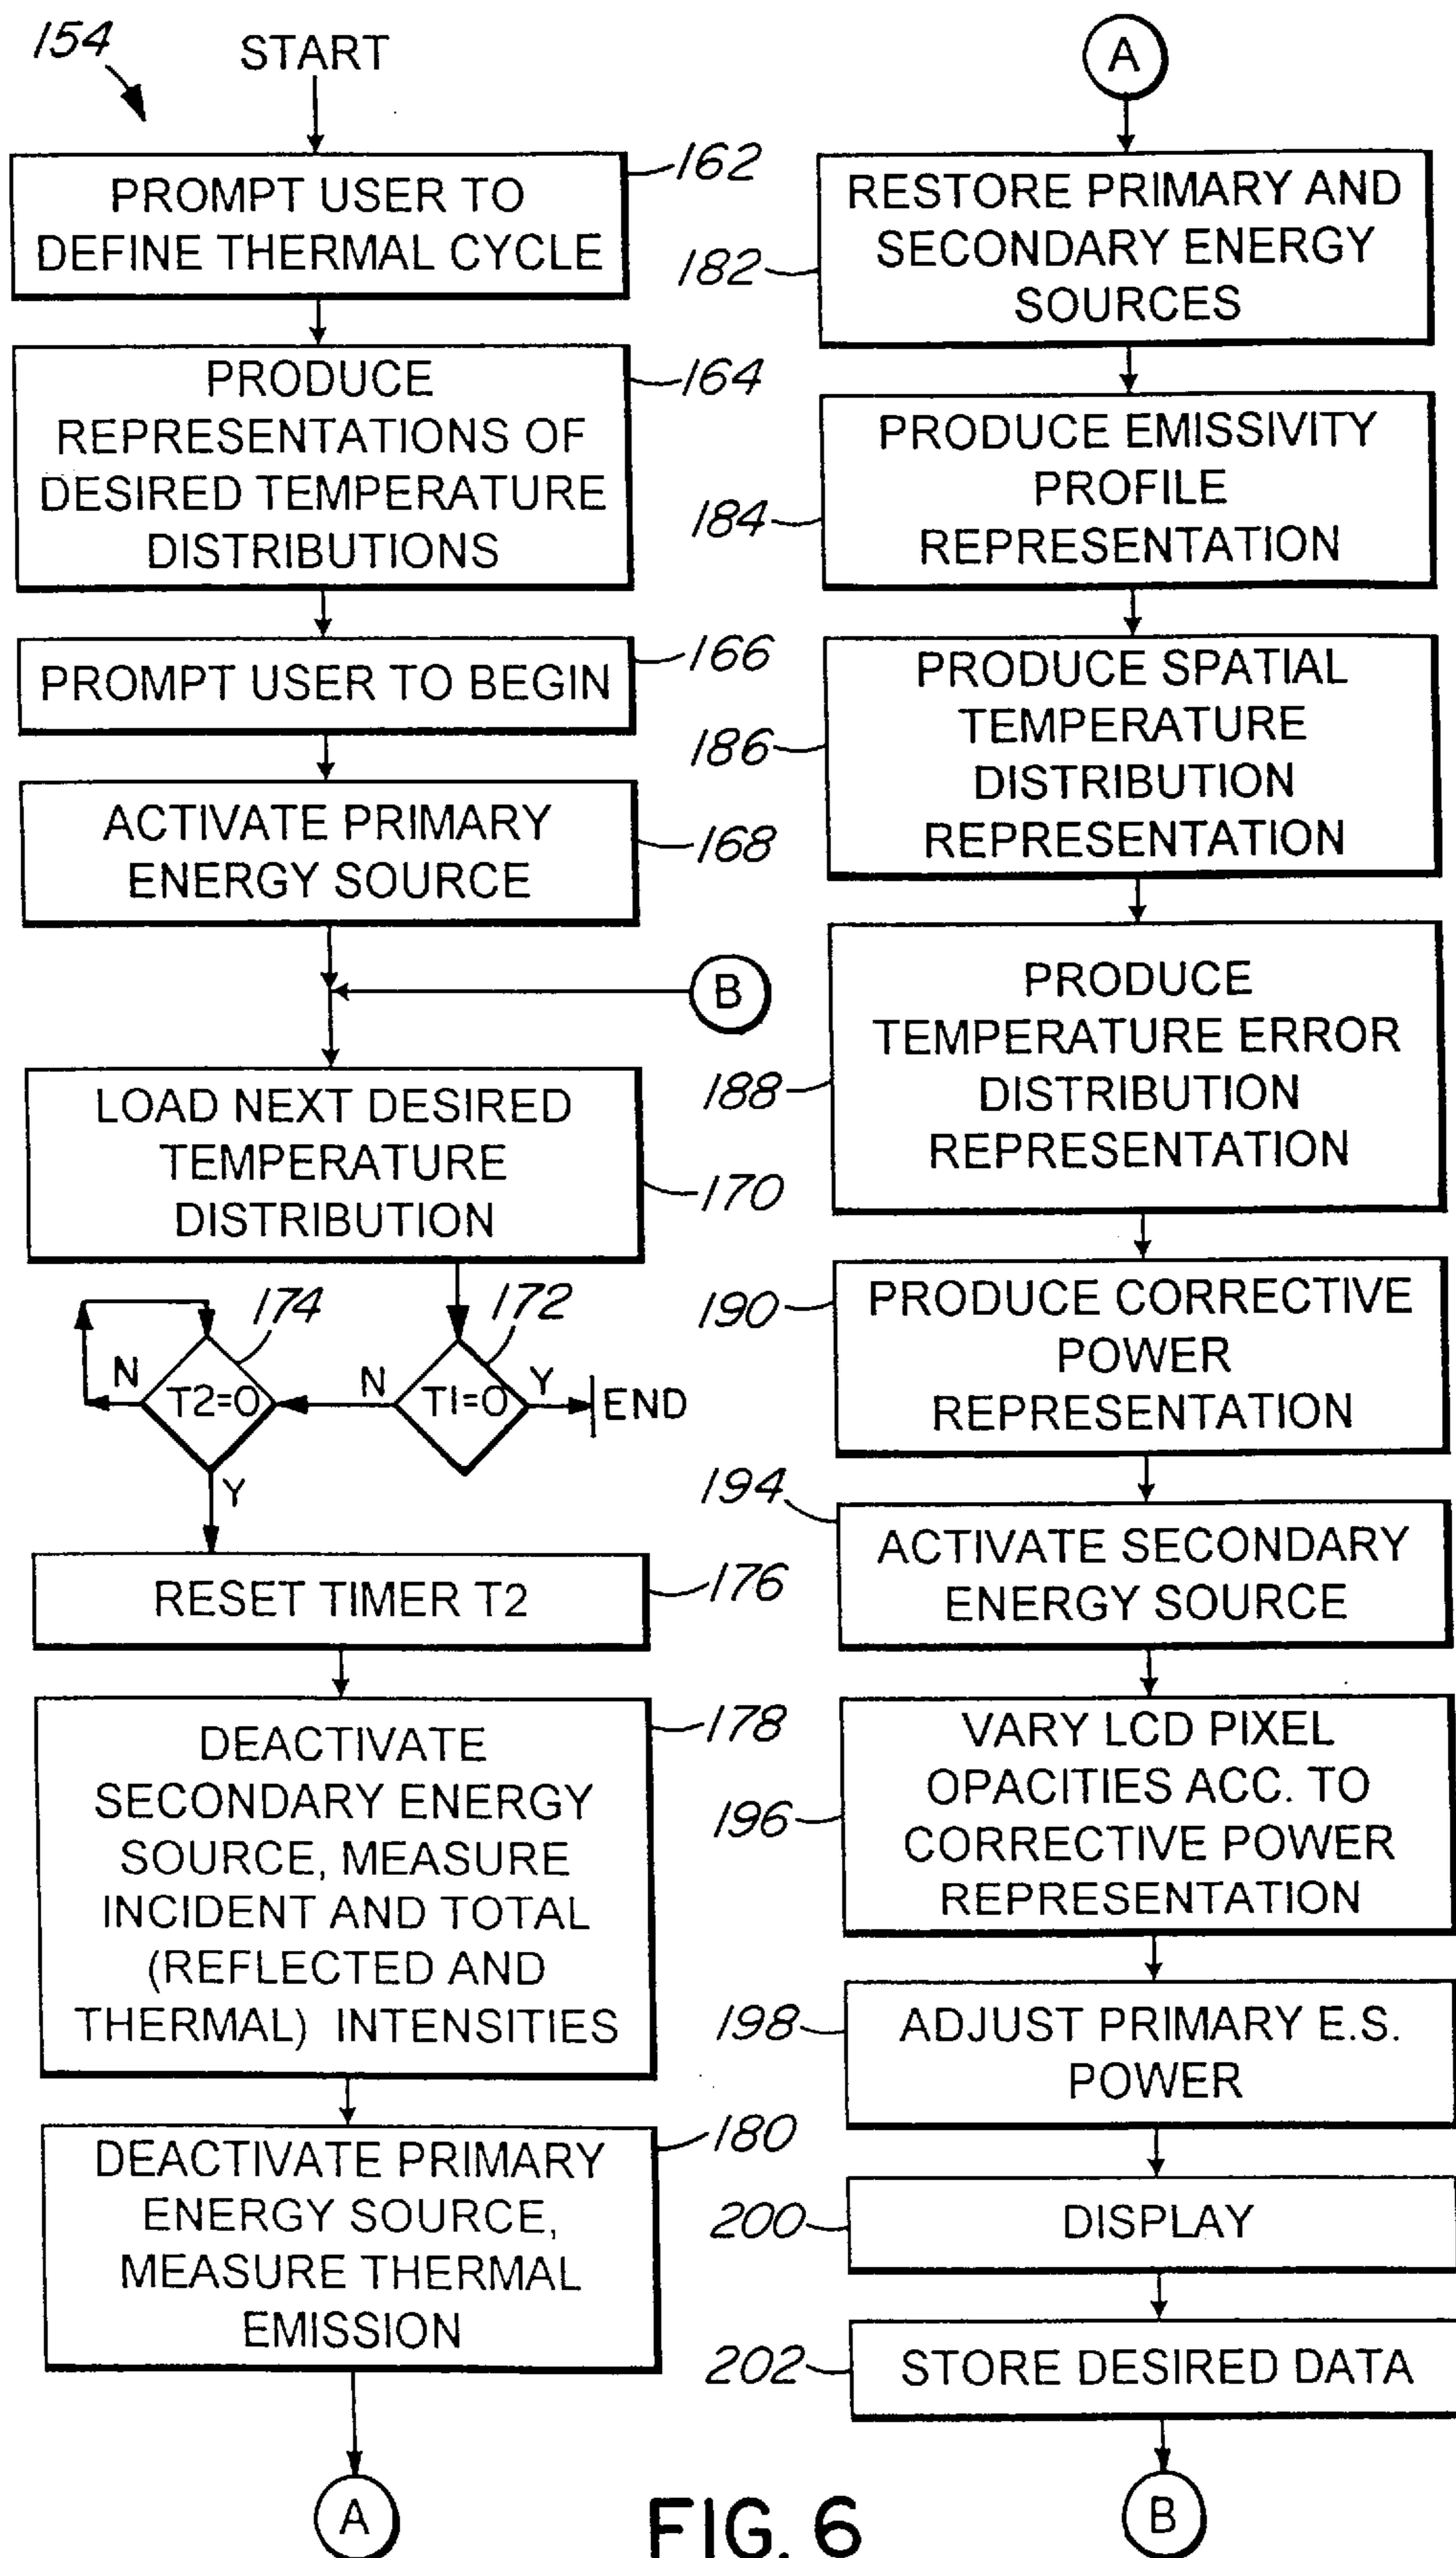 154
START
162
PROMPT USER TO
DEFINE THERMAL CYCLE
164
PRODUCE
REPRESENTATIONS OF
DESIRED TEMPERATURE
DISTRIBUTIONS
166
PROMPT USER TO BEGIN
168
ACTIVATE PRIMARY
ENERGY SOURCE
B
LOAD NEXT DESIRED
TEMPERATURE
DISTRIBUTION
170
174
172
N
T2=0
N
T1=0
Y
END
Y
RESET TIMER T2
176
178
DEACTIVATE
SECONDARY ENERGY
SOURCE, MEASURE
INCIDENT AND TOTAL
(REFLECTED AND
THERMAL) INTENSITIES
180
DEACTIVATE PRIMARY
ENERGY SOURCE,
MEASURE THERMAL
EMISSION
A
A
182
RESTORE PRIMARY AND
SECONDARY ENERGY
SOURCES
184
PRODUCE EMISSIVITY
PROFILE
REPRESENTATION
186
PRODUCE SPATIAL
TEMPERATURE
DISTRIBUTION
REPRESENTATION
188
PRODUCE
TEMPERATURE ERROR
DISTRIBUTION
REPRESENTATION
190
PRODUCE CORRECTIVE
POWER
REPRESENTATION
194
ACTIVATE SECONDARY
ENERGY SOURCE
196
VARY LCD PIXEL
OPACITIES ACC. TO
CORRECTIVE POWER
REPRESENTATION
198
ADJUST PRIMARY E.S.
POWER
200
DISPLAY
202
STORE DESIRED DATA
B
FIG. 6